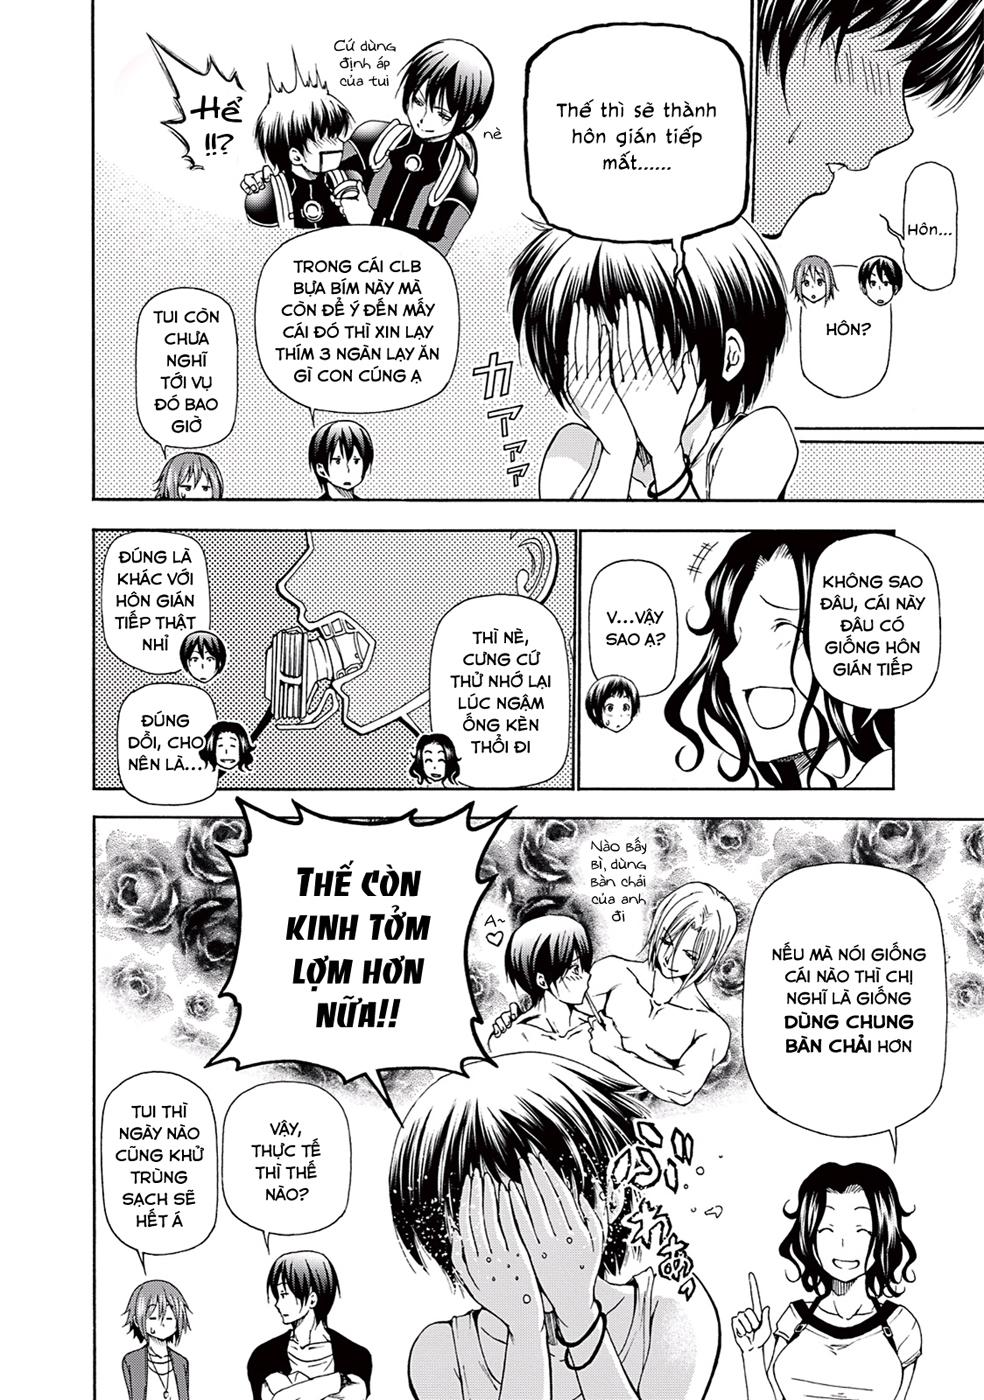 Hôn...
HÔN?
Thế thì sẽ thành
hôn gián tiếp
mất......
Cứ dùng
định áp
của tui
nè
Hể
!!?
カァァァァ
TRONG CÁI CLB
BỰA BÍM NÀY MÀ
CÒN ĐỂ Ý ĐẾN MẤY
CÁI ĐÓ THÌ XIN LẠY
THÍM 3 NGÀN LẠY ĂN
GÌ CON CÚNG Ạ
TUI CÒN
CHƯA
NGHĨ
TỚI VỤ
ĐÓ BAO
GIỜ
KHÔNG SAO
ĐÂU, CÁI NÀY
ĐÂU CÓ
GIỐNG HÔN
GIÁN TIẾP
V...VẬY
SAO Ạ?
THÌ NÈ,
CƯNG CỨ
THỬ NHỚ LẠI
LÚC NGẬM
ỐNG KÈN
THỔI ĐI
ĐÚNG LÀ
KHÁC VỚI
HÔN GIÁN
TIẾP THẬT
NHỈ
ĐÚNG
DỒI, CHO
NÊN LÀ...
NẾU MÀ NÓI GIỐNG
CÁI NÀO THÌ CHỊ
NGHĨ LÀ GIỐNG
DÙNG CHUNG
BÀN CHẢI HƠN
Nào bấy
bì, dùng
bàn chải
của anh
đi
A~
♡
THẾ CÒN
KINH TỞM
LỢM HƠN
NỮA!!
VẬY,
THỰC TẾ
THÌ THẾ
NÀO?
TUI THÌ
NGÀY NÀO
CŨNG KHỬ
TRÙNG
SẠCH SẼ
HẾT Á